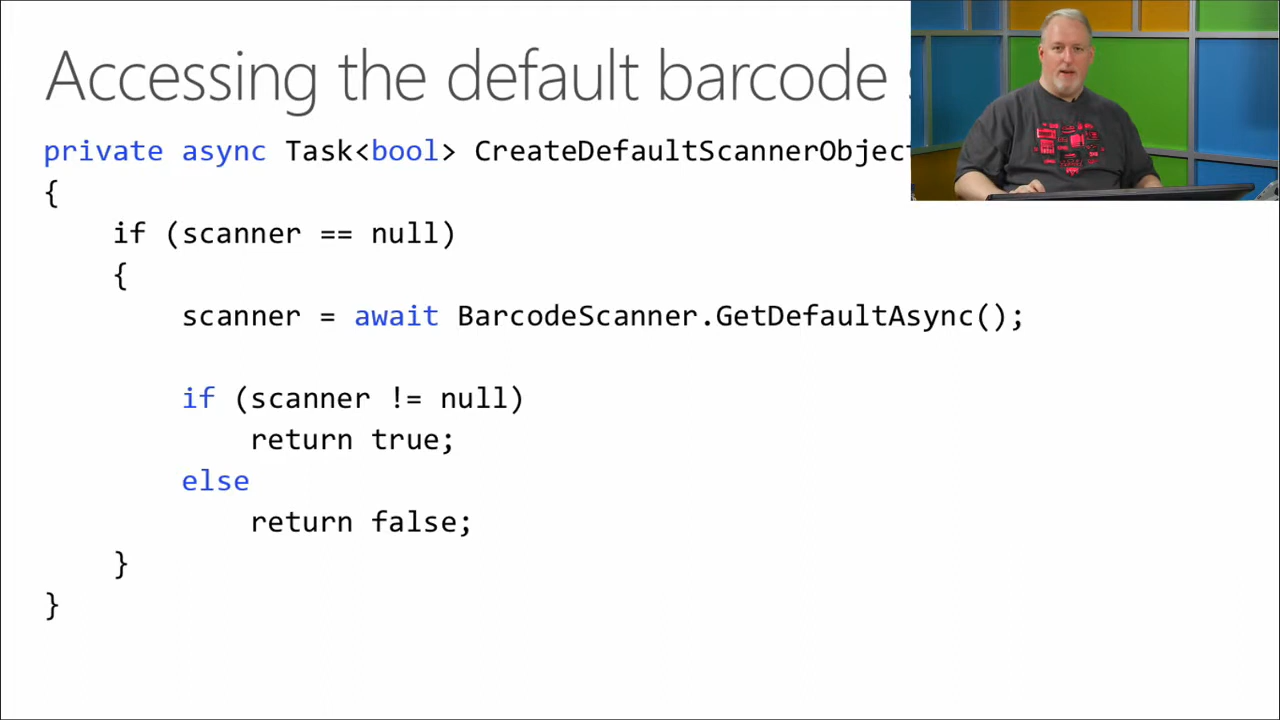 Accessing the default barcode
private async Task<bool> CreateDefaultScannerObject
{
if (scanner == null)
{
scanner = await BarcodeScanner.GetDefaultAsync();
if (scanner != null)
return true;
else
return false;
}
}